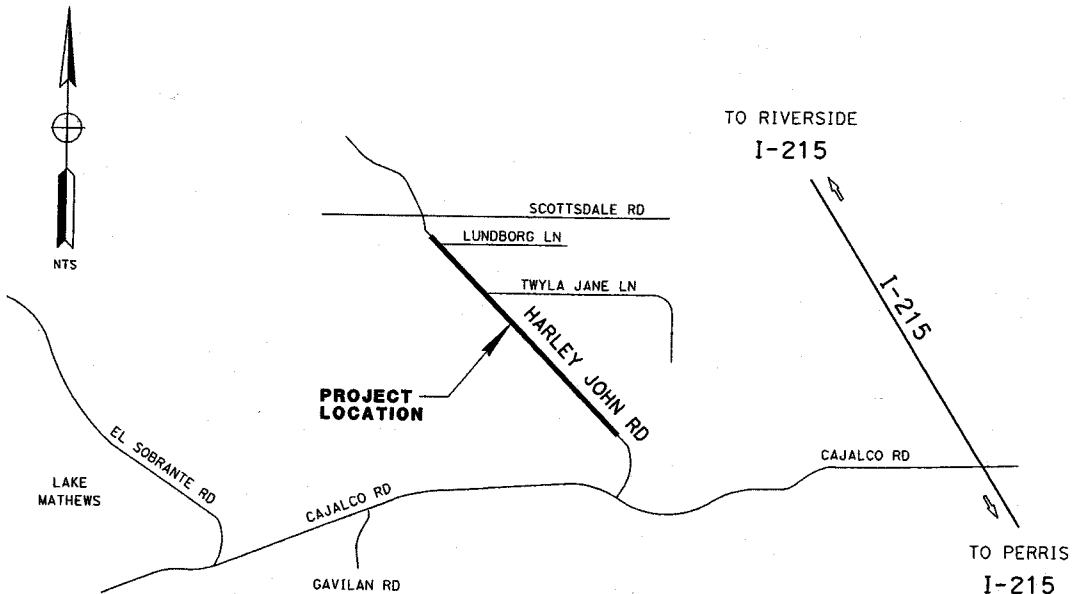 TO RIVERSIDE
I-215
SCOTTSDALE RD
LUNDBORG LN
NTS
TWYLA JANE LN
I-215
HARLEY JOHN RD
PROJECT
LOCATION
EL SOBRANTE RD
CAJALCO RD
LAKE
MATHEWS
CAJALCO RD
TO PERRIS
I-215
GAVILAN RD